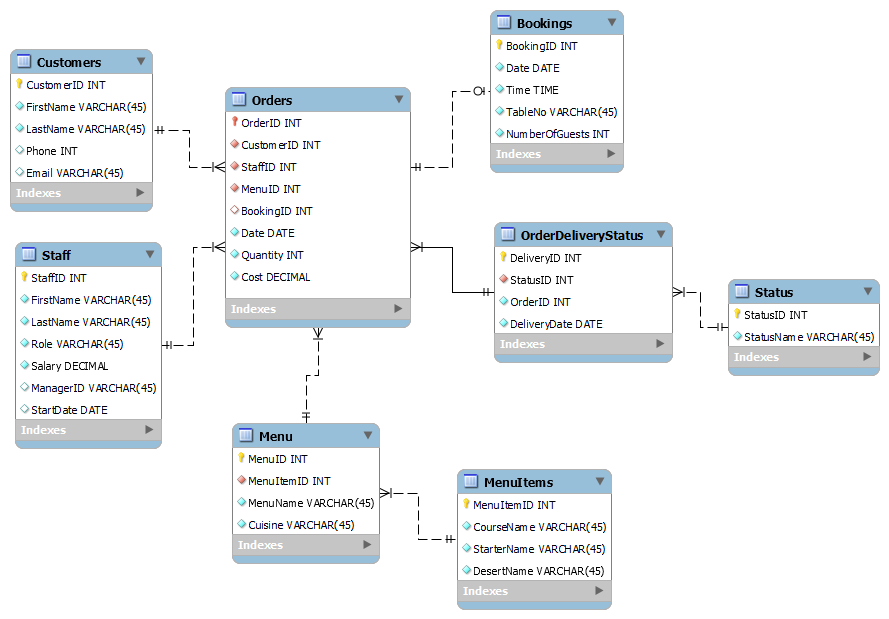 Customers
CustomerID INT
FirstName VARCHAR(45)
LastName VARCHAR(45)
Phone INT
Email VARCHAR(45)
Indexes
Orders
OrderID INT
CustomerID INT
StaffID INT
MenuID INT
BookingID INT
Date DATE
Quantity INT
Cost DECIMAL
Indexes
Bookings
BookingID INT
Date DATE
Time TIME
TableNo VARCHAR(45)
NumberOfGuests INT
Indexes
Staff
StaffID INT
FirstName VARCHAR(45)
LastName VARCHAR(45)
Role VARCHAR(45)
Salary DECIMAL
ManagerID VARCHAR(45)
StartDate DATE
Indexes
OrderDeliveryStatus
DeliveryID INT
StatusID INT
OrderID INT
DeliveryDate DATE
Indexes
Status
StatusID INT
StatusName VARCHAR(45)
Indexes
Menu
MenuID INT
MenuItemID INT
MenuName VARCHAR(45)
Cuisine VARCHAR(45)
Indexes
MenuItems
MenuItemID INT
CourseName VARCHAR(45)
StarterName VARCHAR(45)
DesertName VARCHAR(45)
Indexes